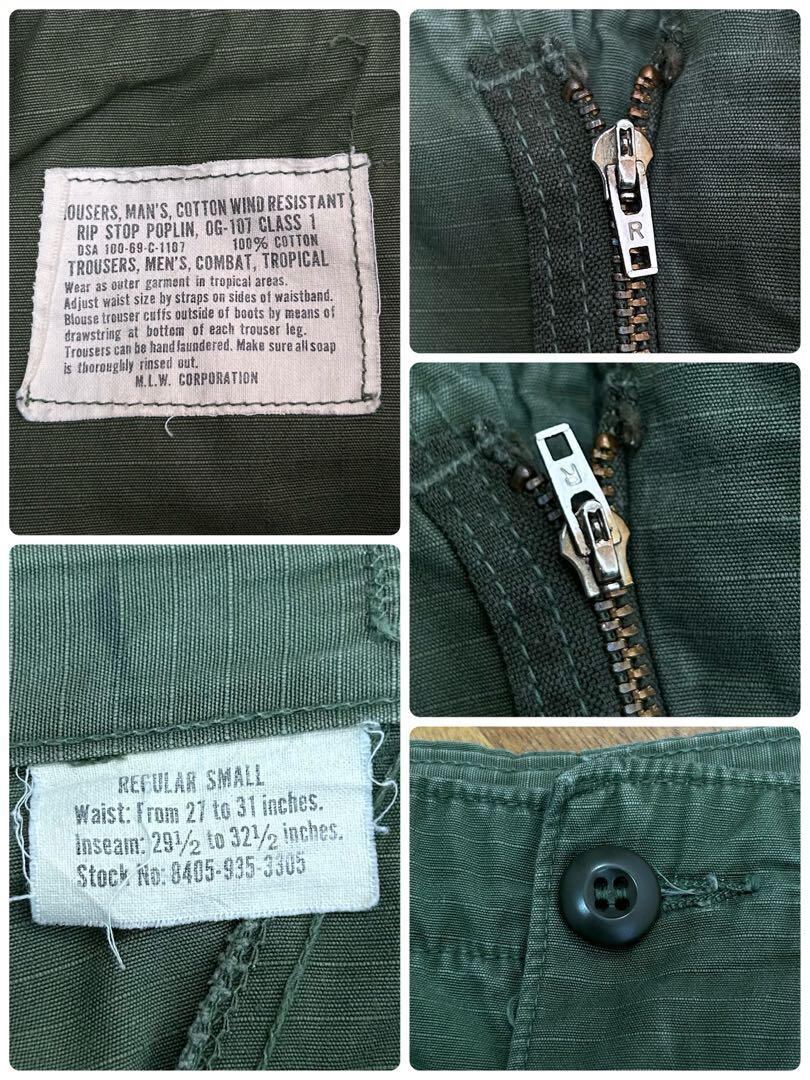 OUSERS, MAN'S, COTTON WIND RESISTANT
RIP STOP POPLIN, OG-107 CLASS 1
DSA 100-69-C-1187 100% COTTON
TROUSERS, MEN'S, COMBAT, TROPICAL
Wear as outer garment in tropical areas.
Adjust waist size by straps on sides of waistband.
Blouse trouser cuffs outside of boots by means of
drawstring at bottom of each trouser leg.
Trousers can be hand laundered. Make sure all soap
is thoroughly rinsed out.
M.L.W. CORPORATION
R
R
REGULAR SMALL
Waist: From 27 to 31 inches.
Inseam: 29½ to 32½ inches.
Stock No: 8405-935-3305